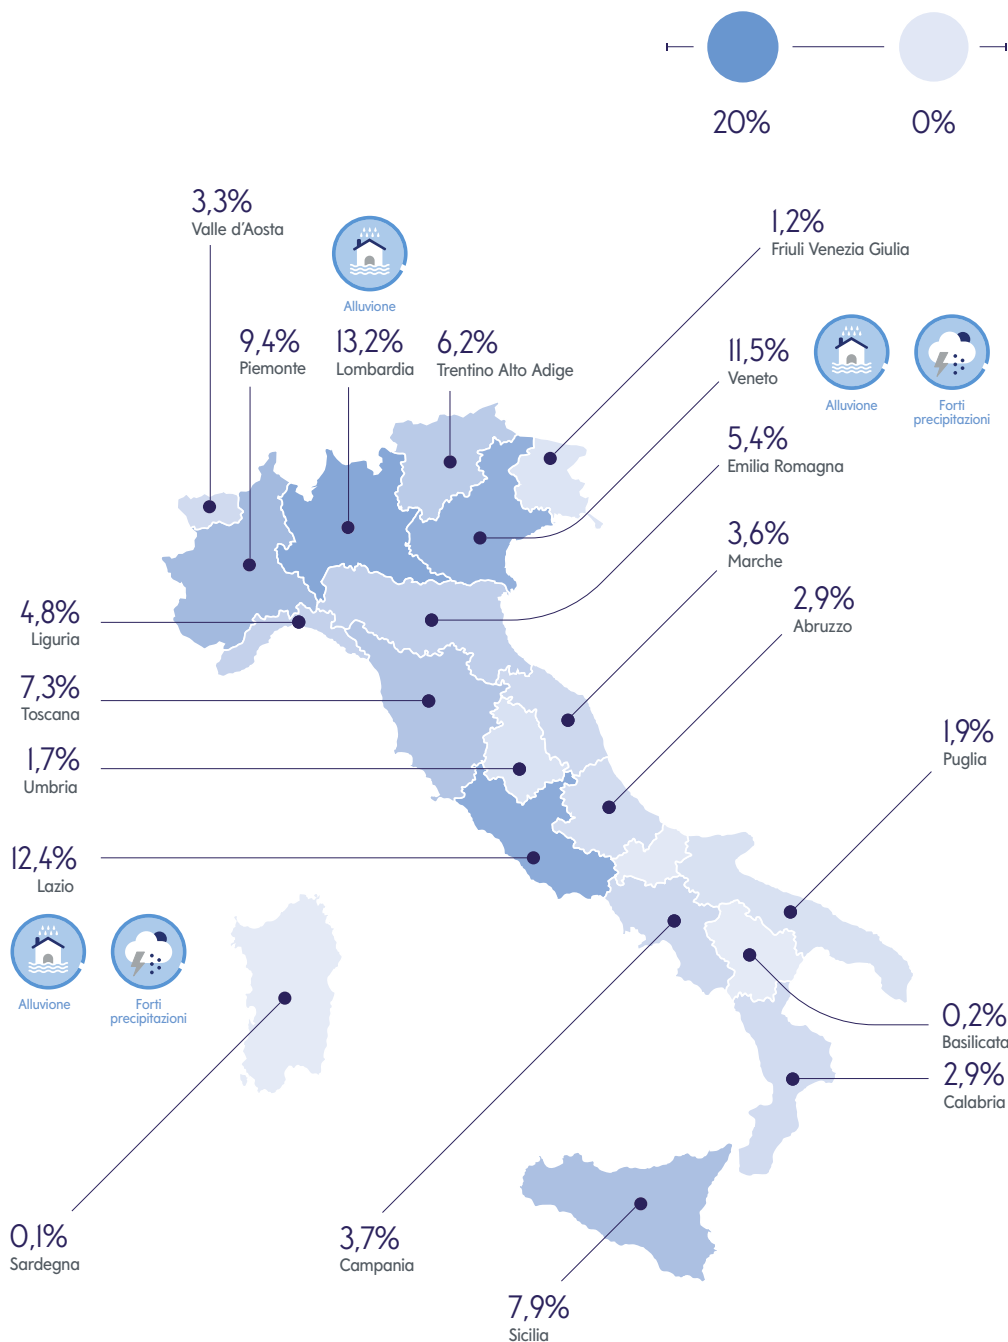 20%
0%
3,3%
Valle d'Aosta
1,2%
Friuli Venezia Giulia
Alluvione
9,4%
Piemonte
13,2%
Lombardia
6,2%
Trentino Alto Adige
11,5%
Veneto
Alluvione
Forti
precipitazioni
5,4%
Emilia Romagna
3,6%
Marche
2,9%
Abruzzo
4,8%
Liguria
7,3%
Toscana
1,7%
Umbria
1,9%
Puglia
12,4%
Lazio
Alluvione
Forti
precipitazioni
0,2%
Basilicata
2,9%
Calabria
0,1%
Sardegna
3,7%
Campania
7,9%
Sicilia